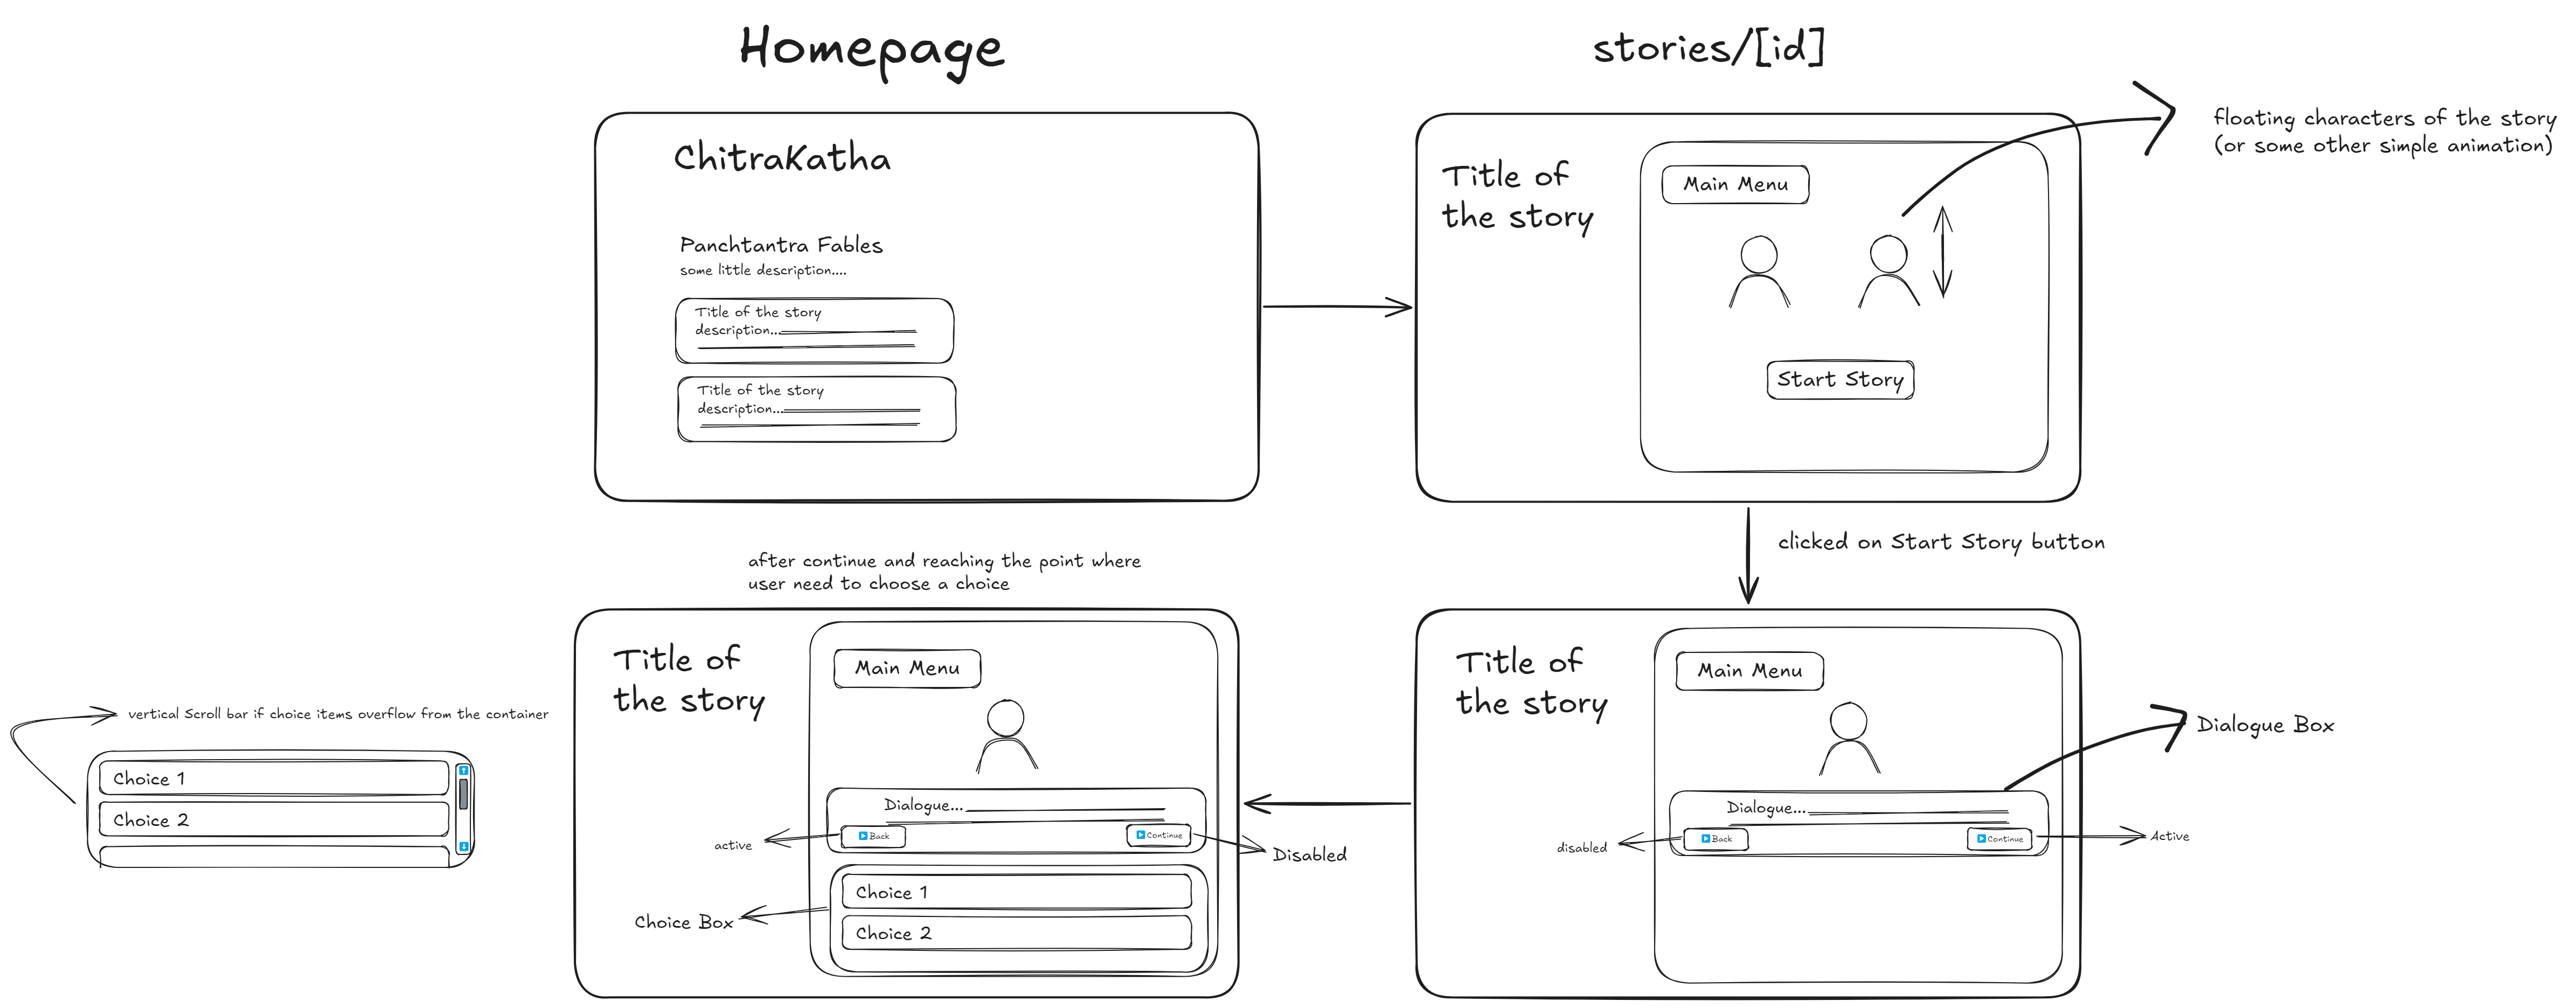 Homepage
ChitraKatha
Panchtantra Fables
some little description....
Title of the story
description...
Title of the story
description...
stories/[id]
Title of
the story
Main Menu
Start Story
floating characters of the story
(or some other simple animation)
clicked on Start Story button
Title of
the story
Main Menu
Dialogue...
Back
Continue
disabled
Active
Dialogue Box
after continue and reaching the point where
user need to choose a choice
Title of
the story
Main Menu
Dialogue...
Back
Continue
active
Disabled
Choice 1
Choice 2
Choice Box
vertical Scroll bar if choice items overflow from the container
Choice 1
Choice 2